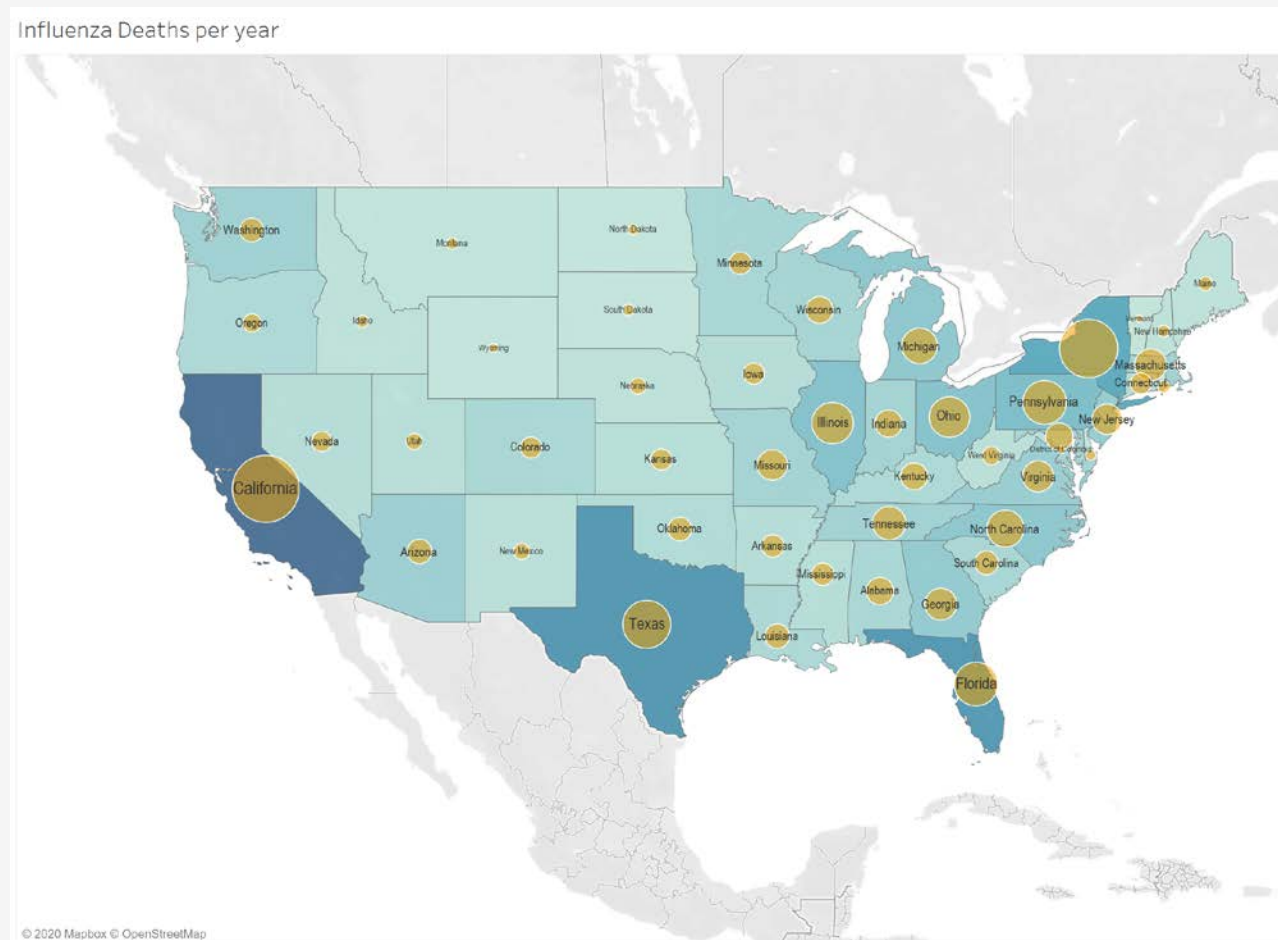 Influenza Deaths per year
Washington
Montana
North Dakota
Minnesota
Maine
Vermont
New Hampshire
Oregon
Idaho
South Dakota
Wisconsin
Michigan
Wyoming
Massachusetts
Connecticut
Iowa
Nebraska
Pennsylvania
Ohio
Illinois
Indiana
New Jersey
Nevada
Utah
Colorado
Kansas
Missouri
West Virginia
District of Columbia
Kentucky
Virginia
California
Oklahoma
Tennessee
North Carolina
Arizona
New Mexico
Arkansas
South Carolina
Mississippi
Alabama
Georgia
Texas
Louisiana
Florida
© 2020 Mapbox © OpenStreetMap